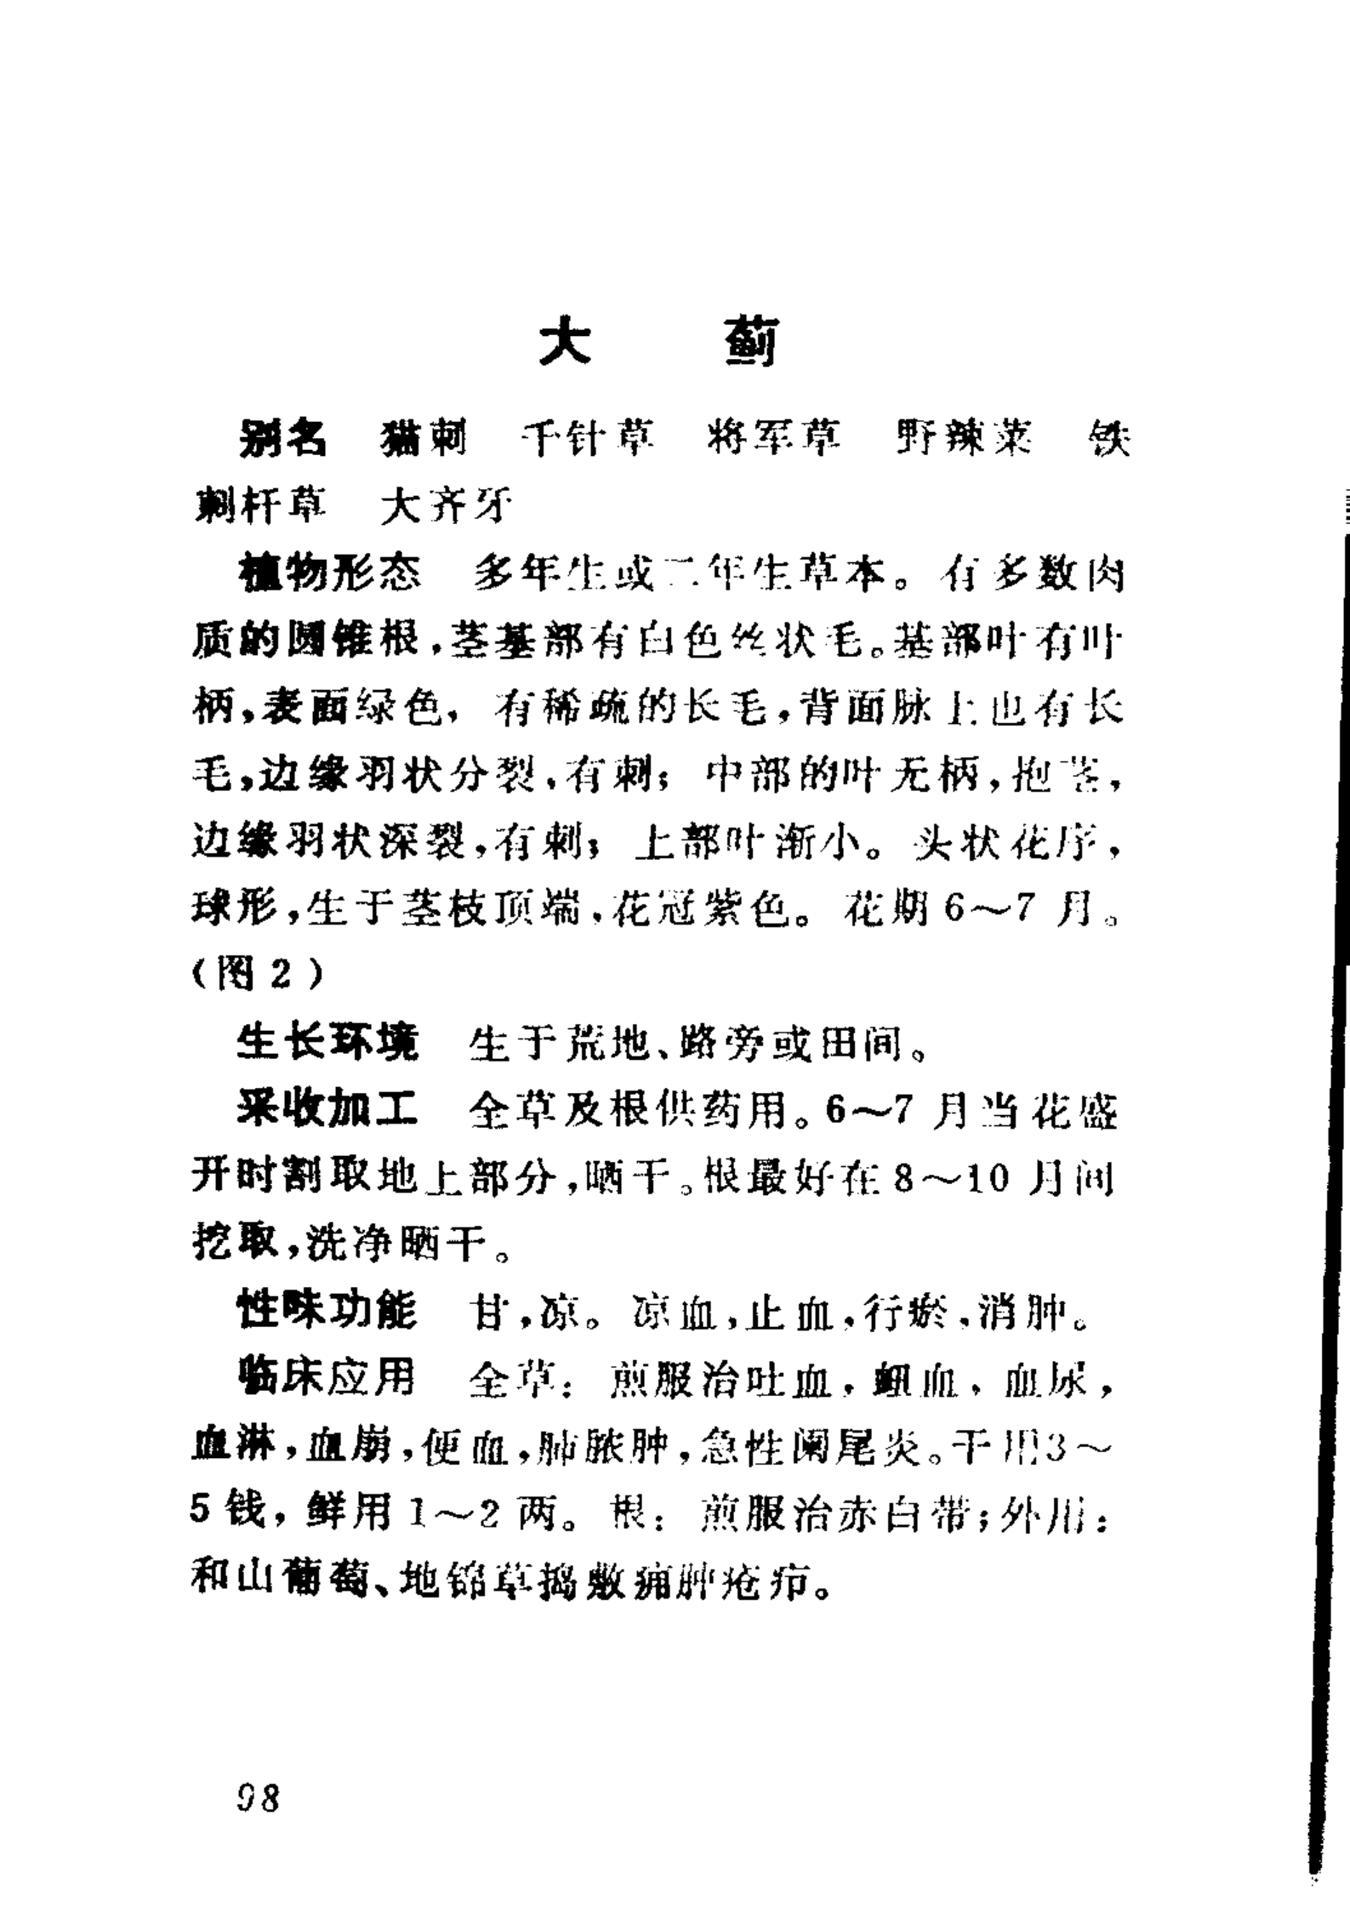 大 蓟
别名 猫刺 千针草 将军草 野辣菜 铁
刺杆草 大齐牙
植物形态 多年生或二年生草本。有多数肉
质的圆锥根,茎基部有白色丝状毛。基部叶有叶
柄,表面绿色,有稀疏的长毛,背面脉上也有长
毛,边缘羽状分裂,有刺;中部的叶无柄,抱茎,
边缘羽状深裂,有刺;上部叶渐小。头状花序,
球形,生于茎枝顶端,花冠紫色。花期6~7月。
(图2)
生长环境 生于荒地、路旁或田间。
采收加工 全草及根供药用。6~7月当花盛
开时割取地上部分,晒干。根最好在8~10月间
挖取,洗净晒干。
性味功能 甘,凉。凉血,止血,行瘀,消肿。
临床应用 全草:煎服治吐血,衄血,血尿,
血淋,血崩,便血,肺脓肿,急性阑尾炎。干用3~
5钱,鲜用1~2两。根:煎服治赤白带;外用:
和山葡萄、地锦草捣敷痈肿疮疖。
98